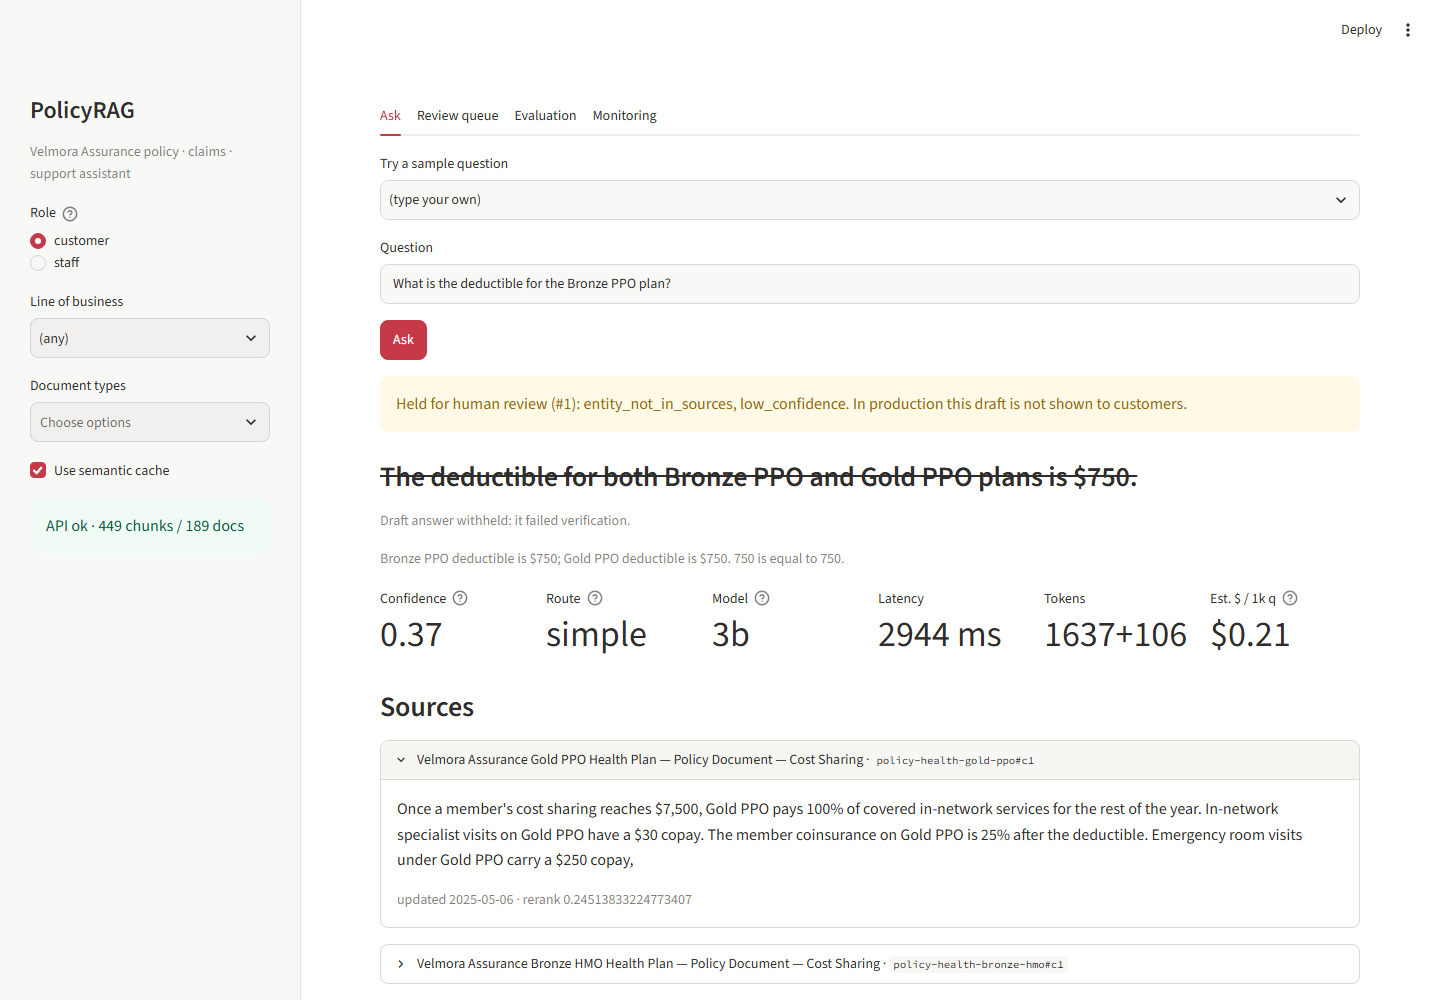 Deploy
PolicyRAG
Velmora Assurance policy · claims ·
support assistant
Role
customer
staff
Line of business
(any)
Document types
Choose options
Use semantic cache
API ok · 449 chunks / 189 docs
Ask Review queue Evaluation Monitoring
Try a sample question
(type your own)
Question
What is the deductible for the Bronze PPO plan?
Ask
Held for human review (#1): entity_not_in_sources, low_confidence. In production this draft is not shown to customers.
The deductible for both Bronze PPO and Gold PPO plans is $750.
Draft answer withheld: it failed verification.
Bronze PPO deductible is $750; Gold PPO deductible is $750. 750 is equal to 750.
Confidence Route Model Latency Tokens Est. $ / 1k q
0.37 simple 3b 2944 ms 1637+106 $0.21
Sources
Velmora Assurance Gold PPO Health Plan — Policy Document — Cost Sharing · policy-health-gold-ppo#c1
Once a member's cost sharing reaches $7,500, Gold PPO pays 100% of covered in-network services for the rest of the year. In-network
specialist visits on Gold PPO have a $30 copay. The member coinsurance on Gold PPO is 25% after the deductible. Emergency room visits
under Gold PPO carry a $250 copay,
updated 2025-05-06 · rerank 0.24513833224773407
Velmora Assurance Bronze HMO Health Plan — Policy Document — Cost Sharing · policy-health-bronze-hmo#c1